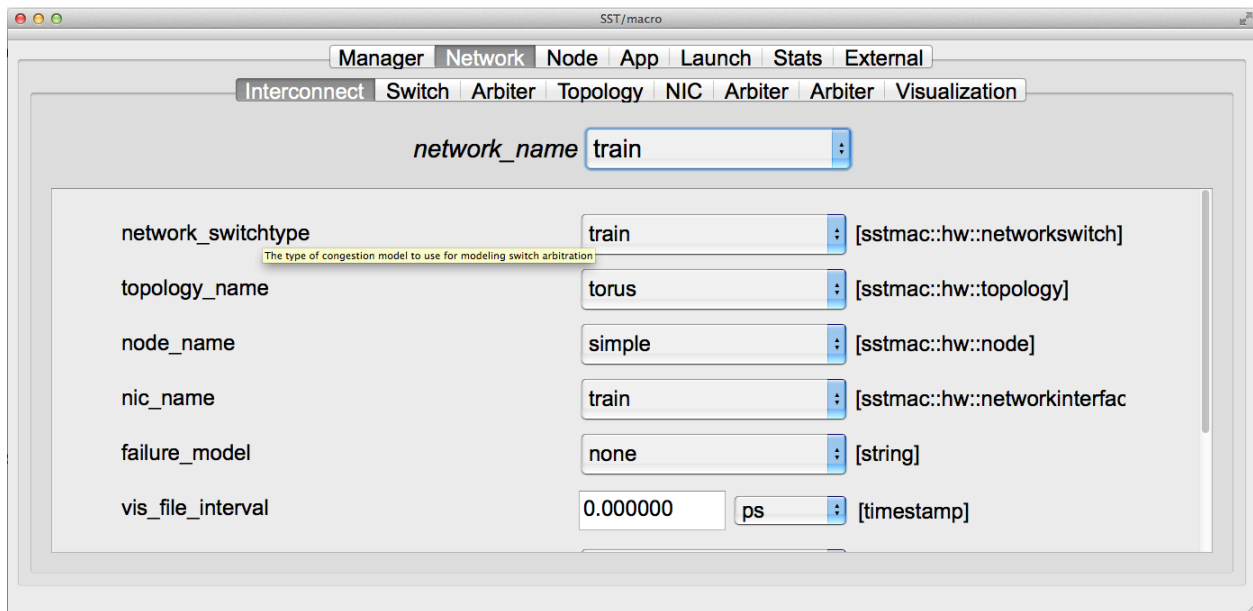 SST/macro
Manager Network Node App Launch Stats External
Interconnect Switch Arbiter Topology NIC Arbiter Arbiter Visualization
network_name train
network_switchtype train [sstmac::hw::networkswitch]
The type of congestion model to use for modeling switch arbitration
topology_name torus [sstmac::hw::topology]
node_name simple [sstmac::hw::node]
nic_name train [sstmac::hw::networkinterfac
failure_model none [string]
vis_file_interval 0.000000 ps [timestamp]